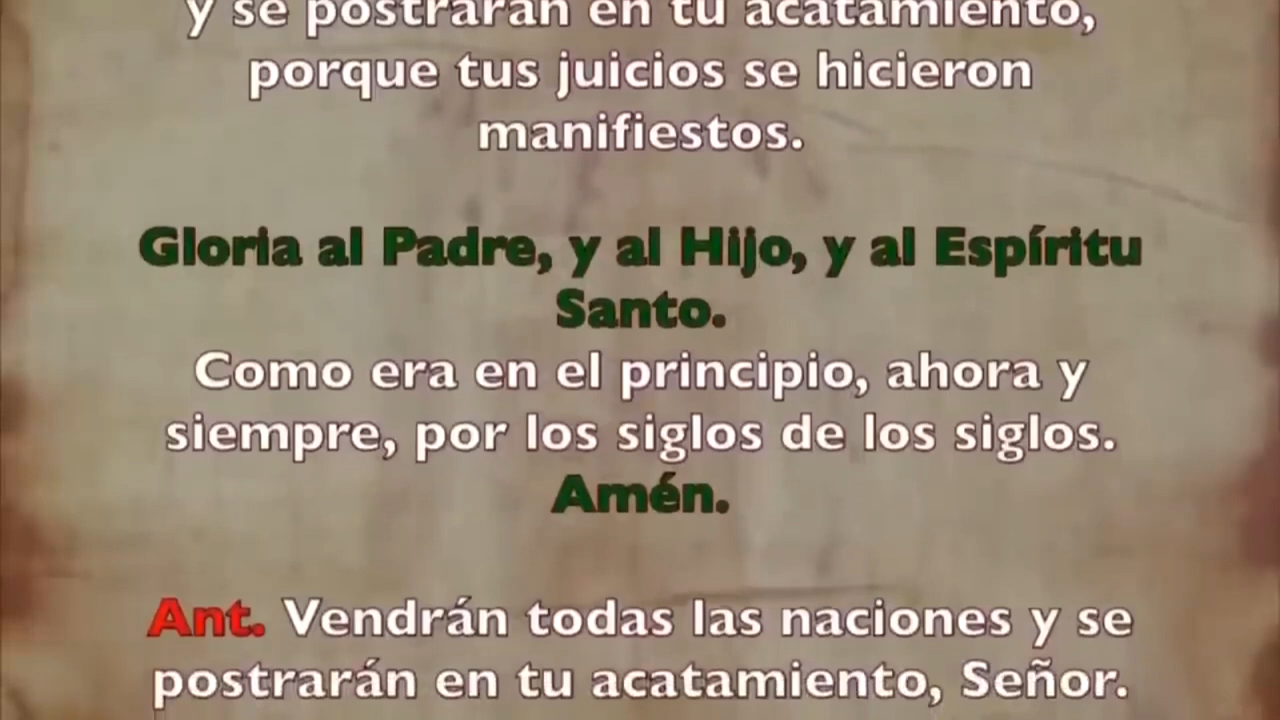 y se postrarán en tu acatamiento,
porque tus juicios se hicieron
manifiestos.
Gloria al Padre, y al Hijo, y al Espíritu
Santo.
Como era en el principio, ahora y
siempre, por los siglos de los siglos.
Amén.
Ant. Vendrán todas las naciones y se
postrarán en tu acatamiento, Señor.